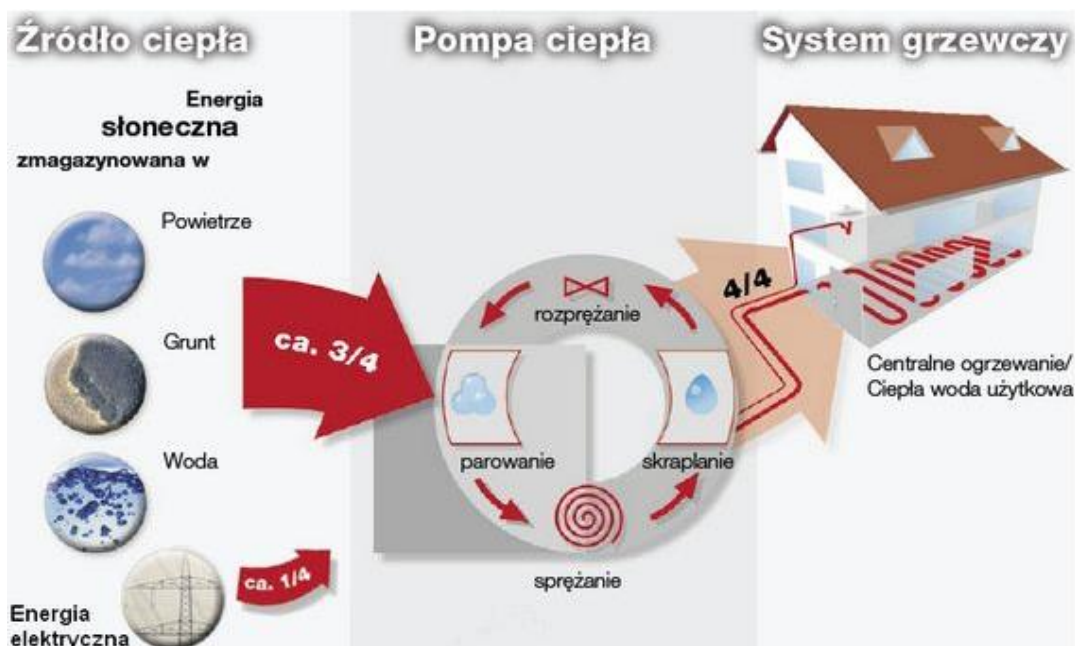 Źródło ciepła
Pompa ciepła
System grzewczy
Energia
słoneczna
zmagazynowana w
Powietrze
Grunt
Woda
Energia
elektryczna
ca. 3/4
ca. 1/4
rozprężanie
parowanie
skraplanie
sprężanie
4/4
Centralne ogrzewanie/
Ciepła woda użytkowa